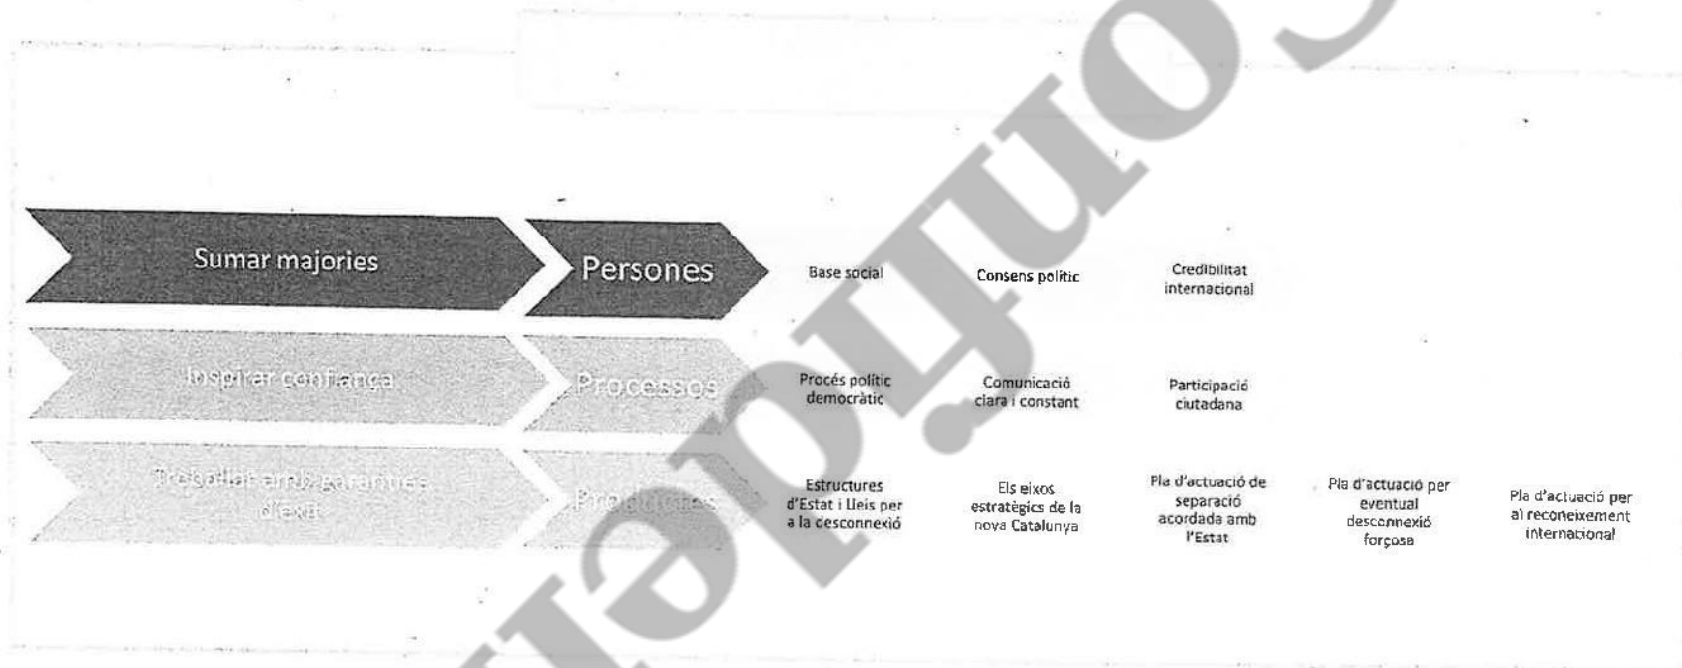 Sumar majories
Persones
Base social
Consens polític
Credibilitat
internacional
Inspirar confiança
Processos
Procés polític
democràtic
Comunicació
clara i constant
Participació
ciutadana
Treballar amb garanties
d'èxit
Productes
Estructures
d'Estat i lleis per
a la desconnexió
Els eixos
estratègics de la
nova Catalunya
Pla d'actuació de
separació
acordada amb
l'Estat
Pla d'actuació per
eventual
desconnexió
forçosa
Pla d'actuació per
al reconeixement
internacional